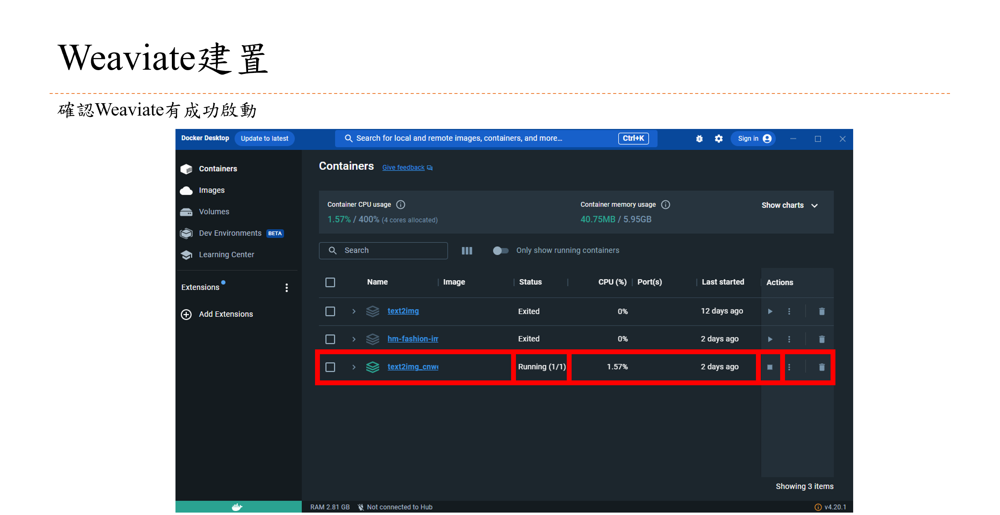 Weaviate建置
確認Weaviate有成功啟動
Docker Desktop Update to latest Search for local and remote images, containers, and more... Ctrl+K Sign in
Containers
Images
Volumes
Dev Environments BETA
Learning Center
Extensions
Add Extensions
Containers Give feedback
Container CPU usage Container memory usage Show charts
1.57% / 400% (4 cores allocated) 40.75MB / 5.95GB
Search Only show running containers
Name Image Status CPU (%) Port(s) Last started Actions
text2img Exited 0% 12 days ago
hm-fashion-im Exited 0% 2 days ago
text2img_cnw Running (1/1) 1.57% 2 days ago
Showing 3 items
RAM 2.81 GB Not connected to Hub v4.20.1